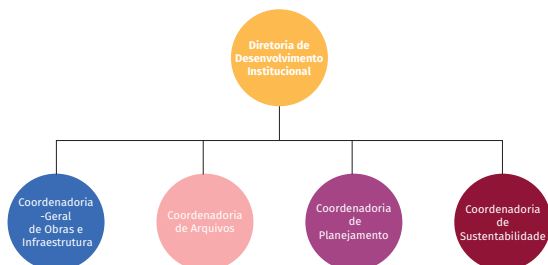 Diretoria de
Desenvolvimento
Institucional
Coordenadoria
-Geral
de Obras e
Infraestrutura
Coordenadoria
de Arquivos
Coordenadoria
de
Planejamento
Coordenadoria
de
Sustentabilidade